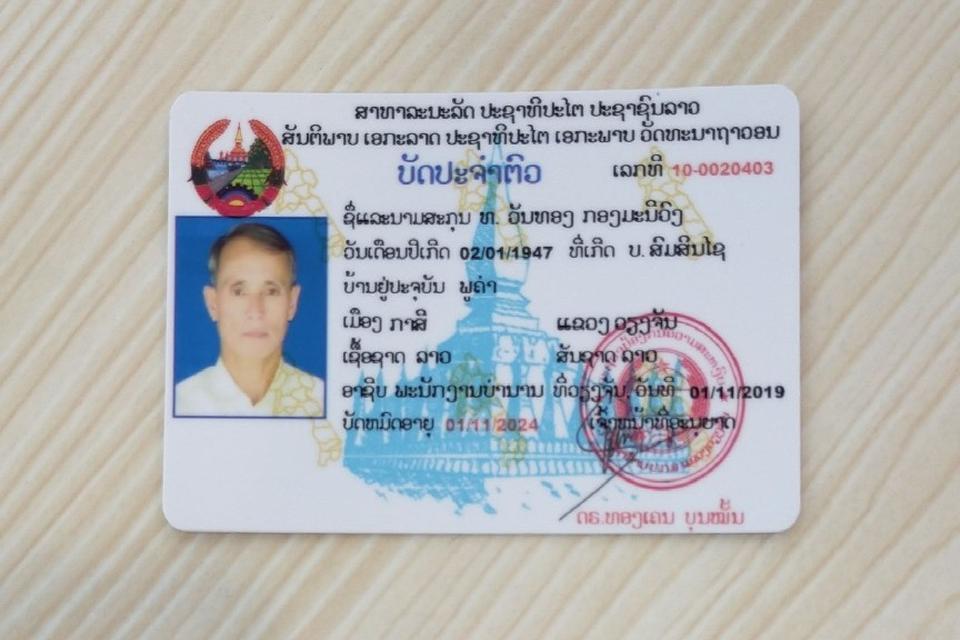 ສາທາລະນະລັດ ປະຊາທິປະໄຕ ປະຊາຊົນລາວ
ສັນຕິພາບ ເອກະລາດ ປະຊາທິປະໄຕ ເອກະພາບ ວັດທະນາຖາວອນ
ບັດປະຈຳຕົວ ເລກທີ 10-0020403
ຊື່ແລະນາມສະກຸນ ທ. ວັນທອງ ກອງມະນີວົງ
ວັນເດືອນປີເກີດ 02/01/1947 ທີ່ເກີດ ບ. ສົມສິນໄຊ
ບ້ານຢູ່ປະຈຸບັນ ພູຄຳ
ເມືອງ ກາສີ ແຂວງ ວຽງຈັນ
ເຊື້ອຊາດ ລາວ ສັນຊາດ ລາວ
ອາຊີບ ພະນັກງານບຳນານ ທີ່ວຽງຈັນ, ວັນທີ 01/11/2019
ບັດຫມົດອາຍຸ 01/11/2024 ເຈົ້າຫນ້າທີ່ອະນຸຍາດ
ດຣ.ທອງເຄນ ບຸນໝັ້ນ